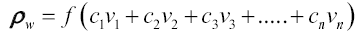 ρ_w = f(c_1v_1 + c_2v_2 + c_3v_3 + ..... + c_nv_n)